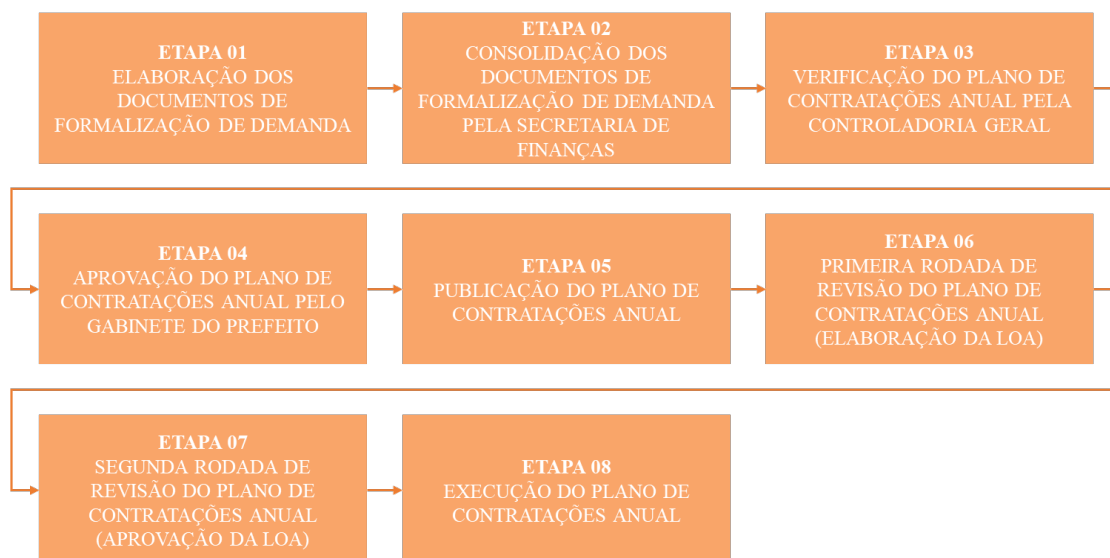 ETAPA 01
ELABORAÇÃO DOS
DOCUMENTOS DE
FORMALIZAÇÃO DE DEMANDA
ETAPA 02
CONSOLIDAÇÃO DOS
DOCUMENTOS DE
FORMALIZAÇÃO DE DEMANDA
PELA SECRETARIA DE
FINANÇAS
ETAPA 03
VERIFICAÇÃO DO PLANO DE
CONTRATAÇÕES ANUAL PELA
CONTROLADORIA GERAL
ETAPA 04
APROVAÇÃO DO PLANO DE
CONTRATAÇÕES ANUAL PELO
GABINETE DO PREFEITO
ETAPA 05
PUBLICAÇÃO DO PLANO DE
CONTRATAÇÕES ANUAL
ETAPA 06
PRIMEIRA RODADA DE
REVISÃO DO PLANO DE
CONTRATAÇÕES ANUAL
(ELABORAÇÃO DA LOA)
ETAPA 07
SEGUNDA RODADA DE
REVISÃO DO PLANO DE
CONTRATAÇÕES ANUAL
(APROVAÇÃO DA LOA)
ETAPA 08
EXECUÇÃO DO PLANO DE
CONTRATAÇÕES ANUAL